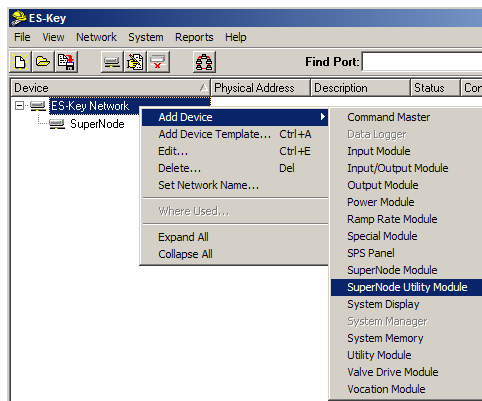 ES-Key
File View Network System Reports Help
Find Port:
Device Physical Address Description Status Con
ES-Key Network
SuperNode
Add Device
Add Device Template... Ctrl+A
Edit... Ctrl+E
Delete... Del
Set Network Name...
Where Used...
Expand All
Collapse All
Command Master
Data Logger
Input Module
Input/Output Module
Output Module
Power Module
Ramp Rate Module
Special Module
SPS Panel
SuperNode Module
SuperNode Utility Module
System Display
System Manager
System Memory
Utility Module
Valve Drive Module
Vocation Module